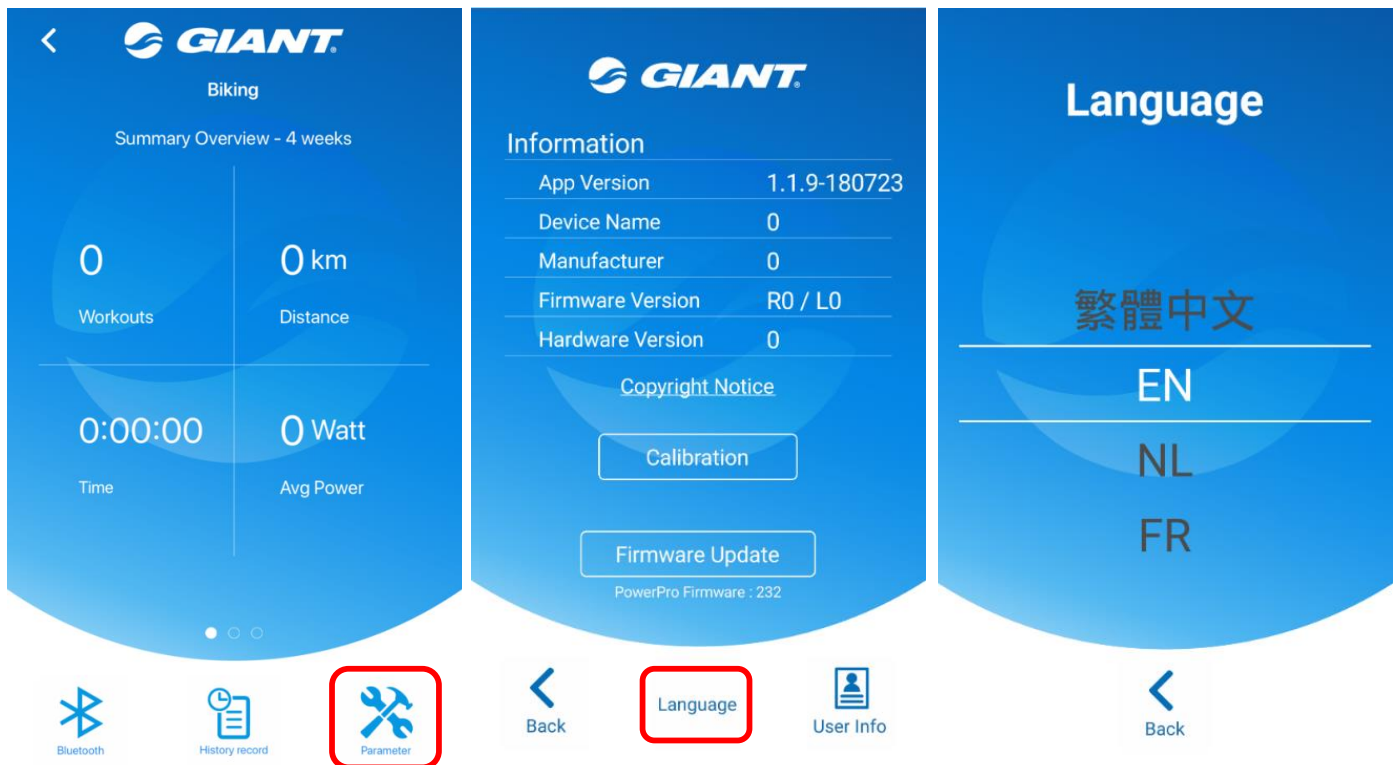 GIANT
Biking
Summary Overview - 4 weeks
0
0 km
Workouts
Distance
0:00:00
0 Watt
Time
Avg Power
Bluetooth
History record
Parameter
GIANT
Information
App Version 1.1.9-180723
Device Name 0
Manufacturer 0
Firmware Version R0 / L0
Hardware Version 0
Copyright Notice
Calibration
Firmware Update
PowerPro Firmware : 232
Back
Language
User Info
Language
繁體中文
EN
NL
FR
Back